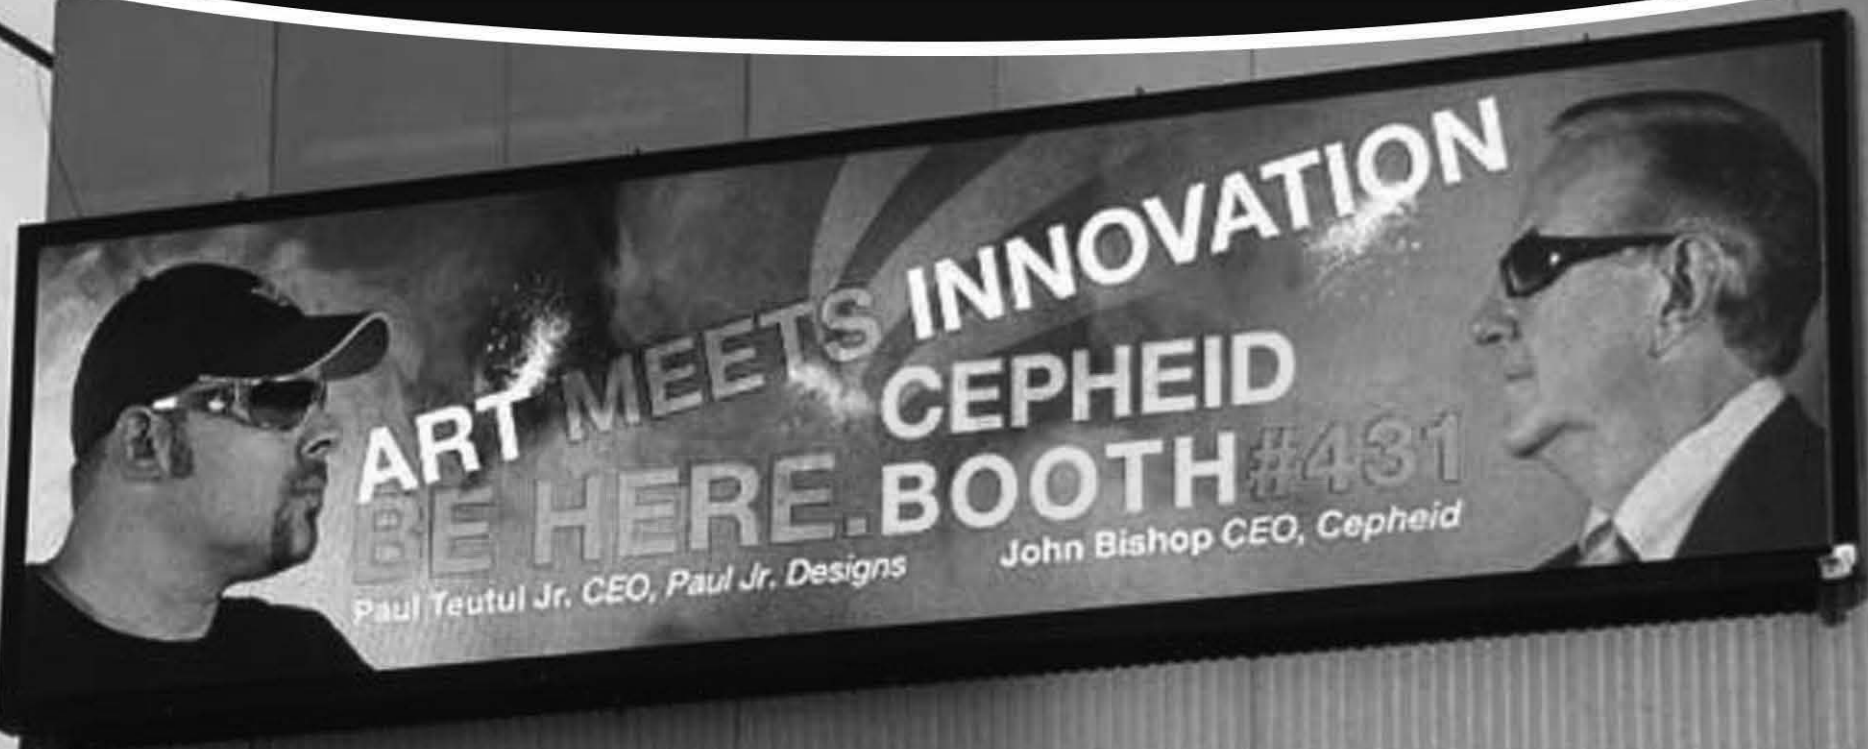 ART MEETS INNOVATION
CEPHEID
BE HERE. BOOTH #431
Paul Teutul Jr. CEO, Paul Jr. Designs
John Bishop CEO, Cepheid